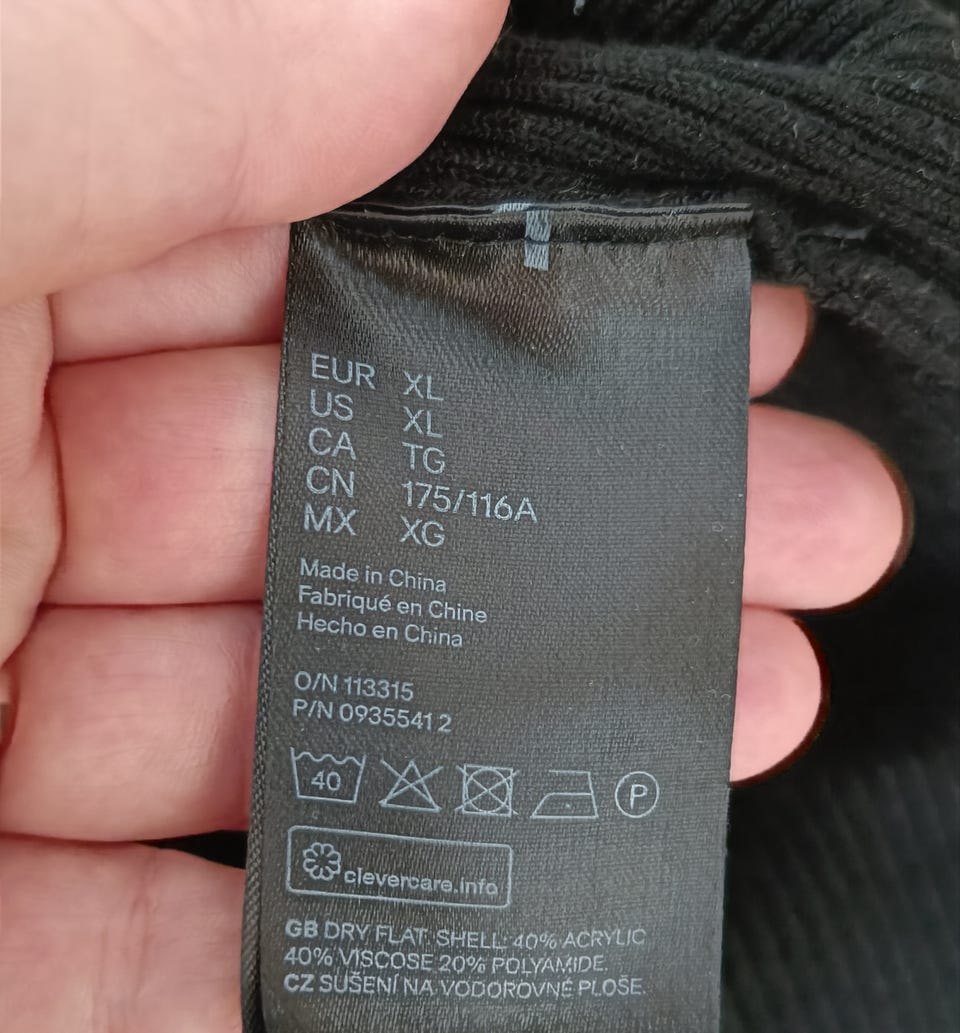 EUR XL
US XL
CA TG
CN 175/116A
MX XG
Made in China
Fabriqué en Chine
Hecho en China
O/N 113315
P/N 0935541 2
40
P
clevercare.info
GB DRY FLAT. SHELL: 40% ACRYLIC
40% VISCOSE 20% POLYAMIDE.
CZ SUŠENÍ NA VODOROVNÉ PLOŠE.